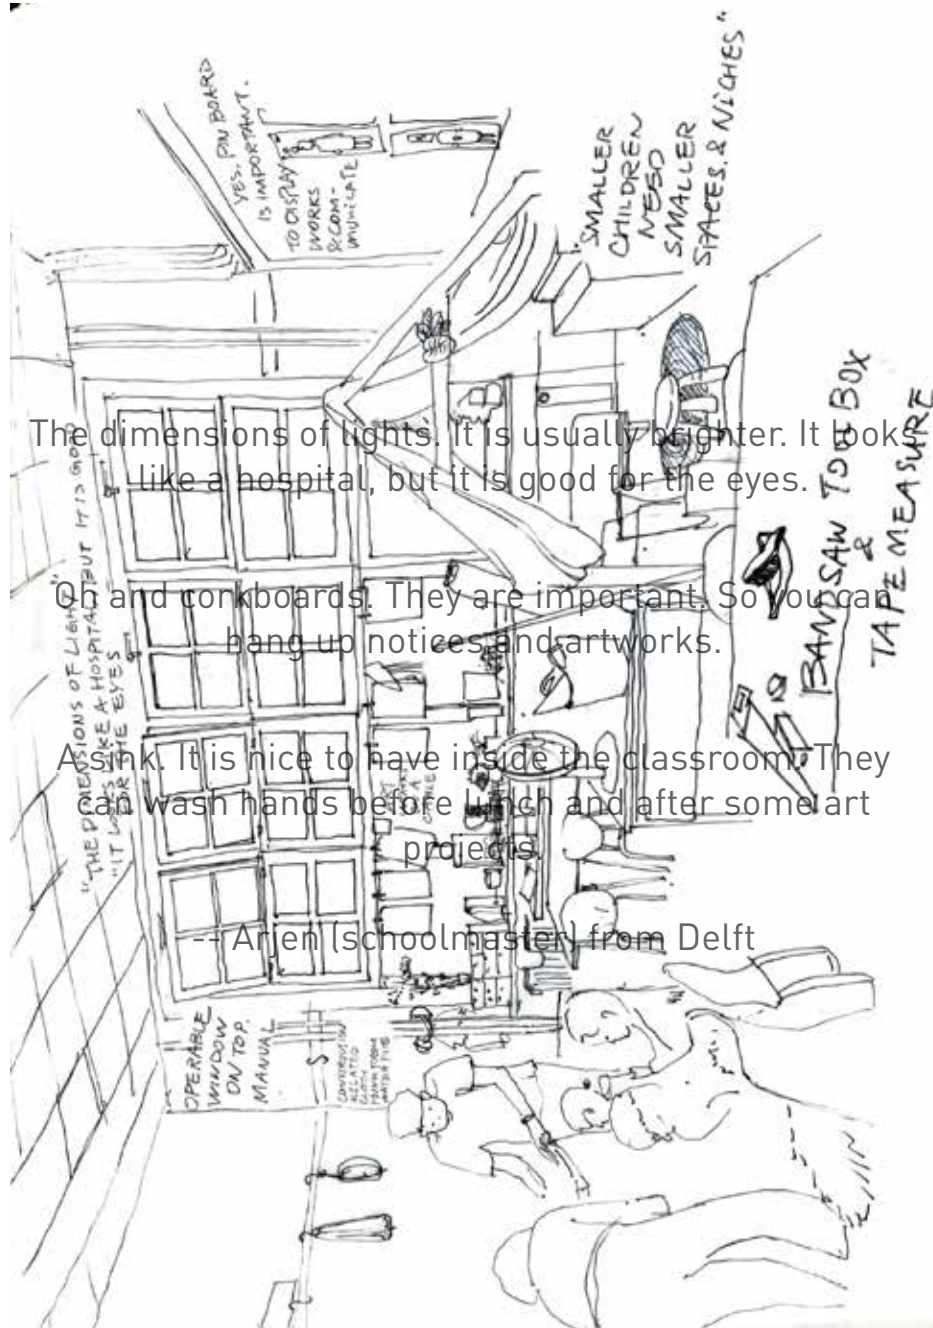 The dimensions of lights. It is usually brighter. It looks
like a hospital, but it is good for the eyes.
Oh and corkboards. They are important. So you can
hang up notices and artworks.
A sink. It is nice to have inside the classroom. They
can wash hands before lunch and after some art
projects.
-- Arjen (schoolmaster) from Delft
"THE DIMENSIONS OF LIGHT"
"IT LOOKS LIKE A HOSPITAL, BUT IT IS GOOD
FOR THE EYES
YES, PIN BOARD
IS IMPORTANT.
TO DISPLAY
WORKS
& COM-
MUNICATE
"SMALLER
CHILDREN
NEED
SMALLER
SPACES & NICHES"
BANDSAW TOOL BOX
&
TAPE MEASURE
OPERABLE
WINDOW
ON TOP.
MANUAL